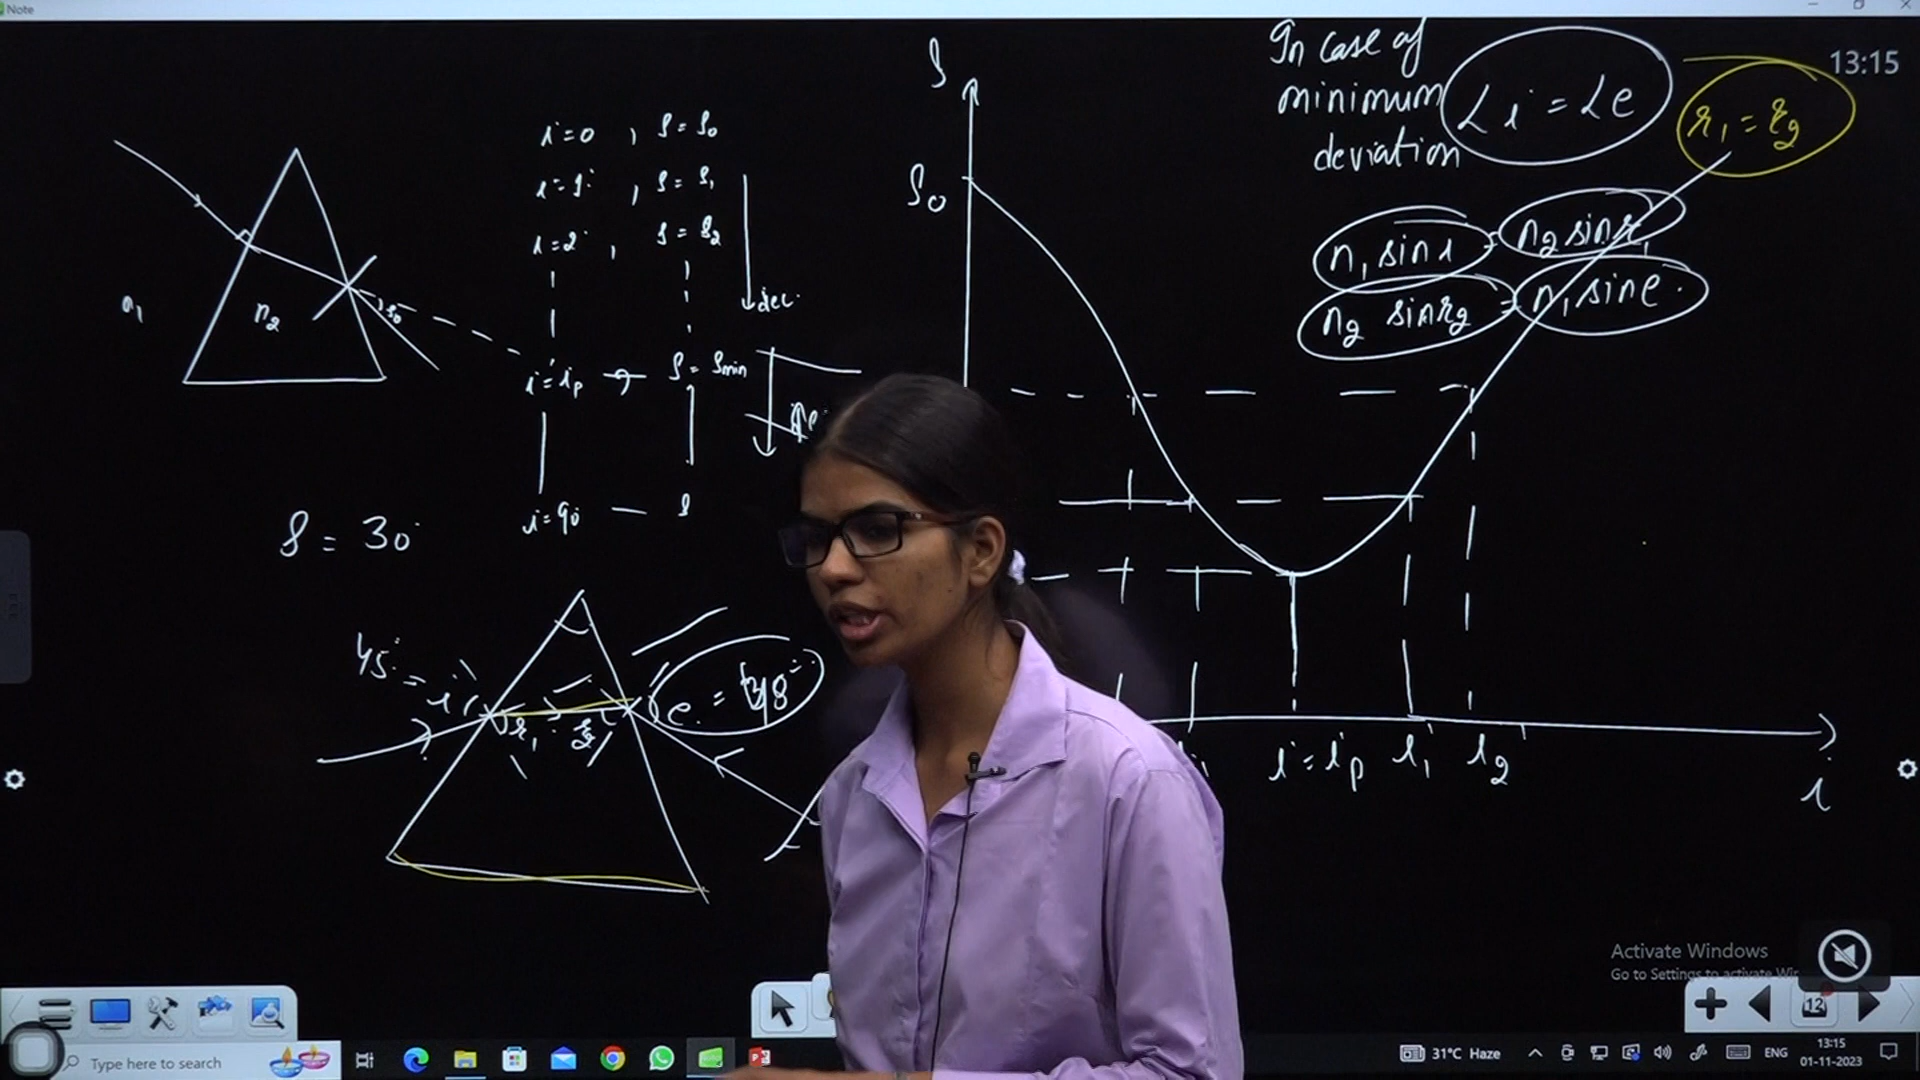 Note
13:15
In case of
minimum
deviation
∠i = ∠e
r₁ = r₂
n₁ sin i = n₂ sin r₁
n₂ sin r₂ = n₁ sin e
δ
δ₀
i = 0 , δ = δ₀
i = 1° , δ = δ₁
i = 2° , δ = δ₂
dec.
i = iₚ → δ = δmin
i = 90 — δ
n₁
n₂
δ₀
δ = 30°
45° = i
r₁
r₂
e = 48°
i = iₚ
i₁
i₂
i
Activate Windows
Go to Settings to activate Win
12
Type here to search
31°C Haze
ENG
13:15
01-11-2023